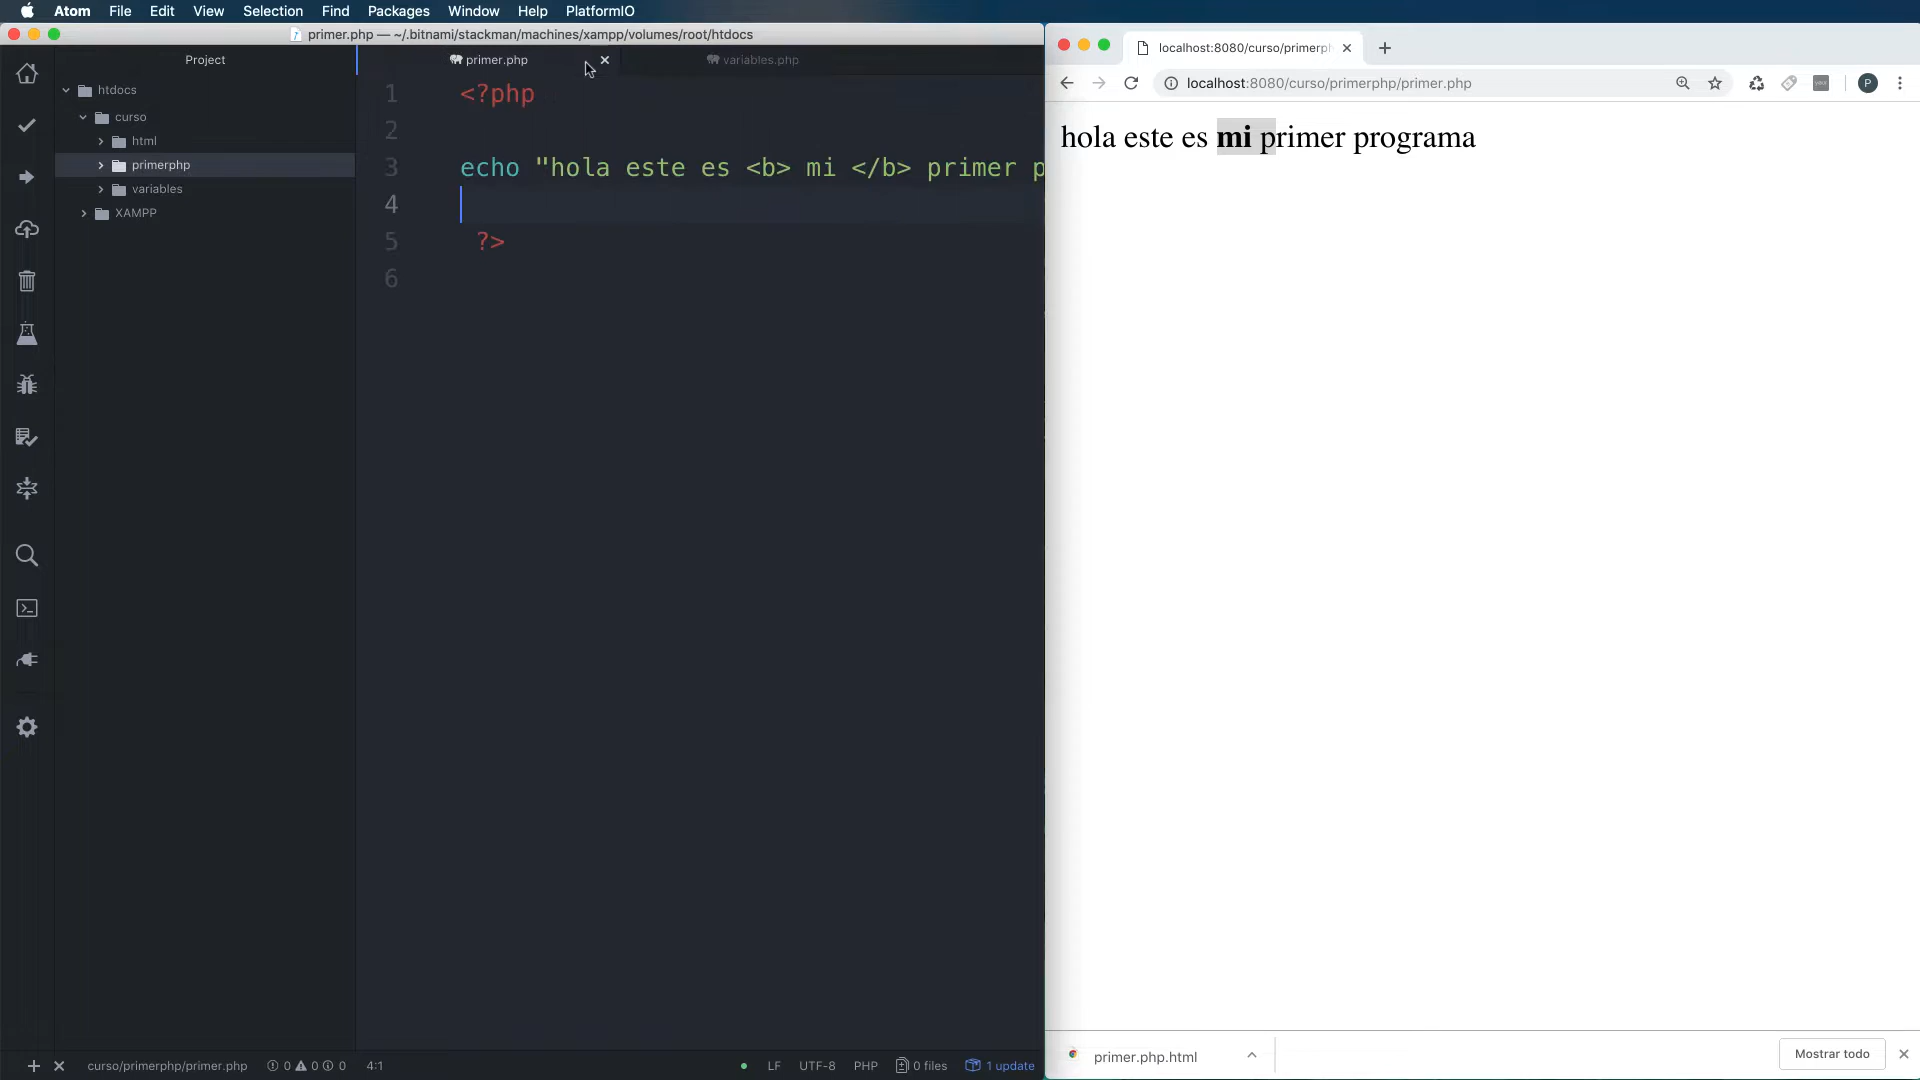 Atom File Edit View Selection Find Packages Window Help PlatformIO
primer.php — ~/.bitnami/stackman/machines/xampp/volumes/root/htdocs
Project
htdocs
curso
html
primerphp
variables
XAMPP
primer.php
variables.php
1 <?php
2
3 echo "hola este es <b> mi </b> primer p
4
5 ?>
6
curso/primerphp/primer.php 0 0 0 4:1
LF UTF-8 PHP 0 files 1 update
localhost:8080/curso/primerph
localhost:8080/curso/primerphp/primer.php
P
hola este es mi primer programa
primer.php.html
Mostrar todo